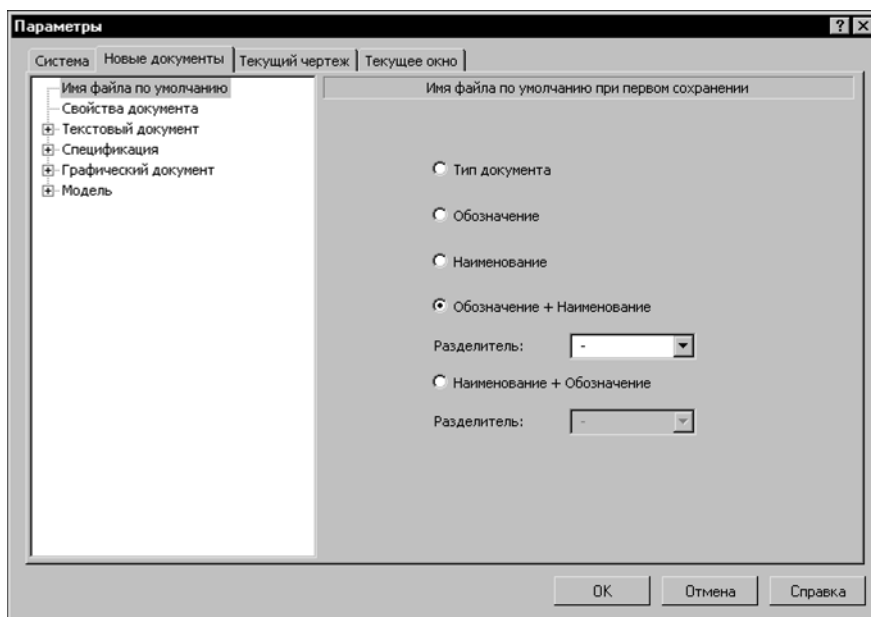 Параметры
Система Новые документы Текущий чертеж Текущее окно
Имя файла по умолчанию
Свойства документа
Текстовый документ
Спецификация
Графический документ
Модель
Имя файла по умолчанию при первом сохранении
Тип документа
Обозначение
Наименование
Обозначение + Наименование
Разделитель: -
Наименование + Обозначение
Разделитель: -
OK Отмена Справка